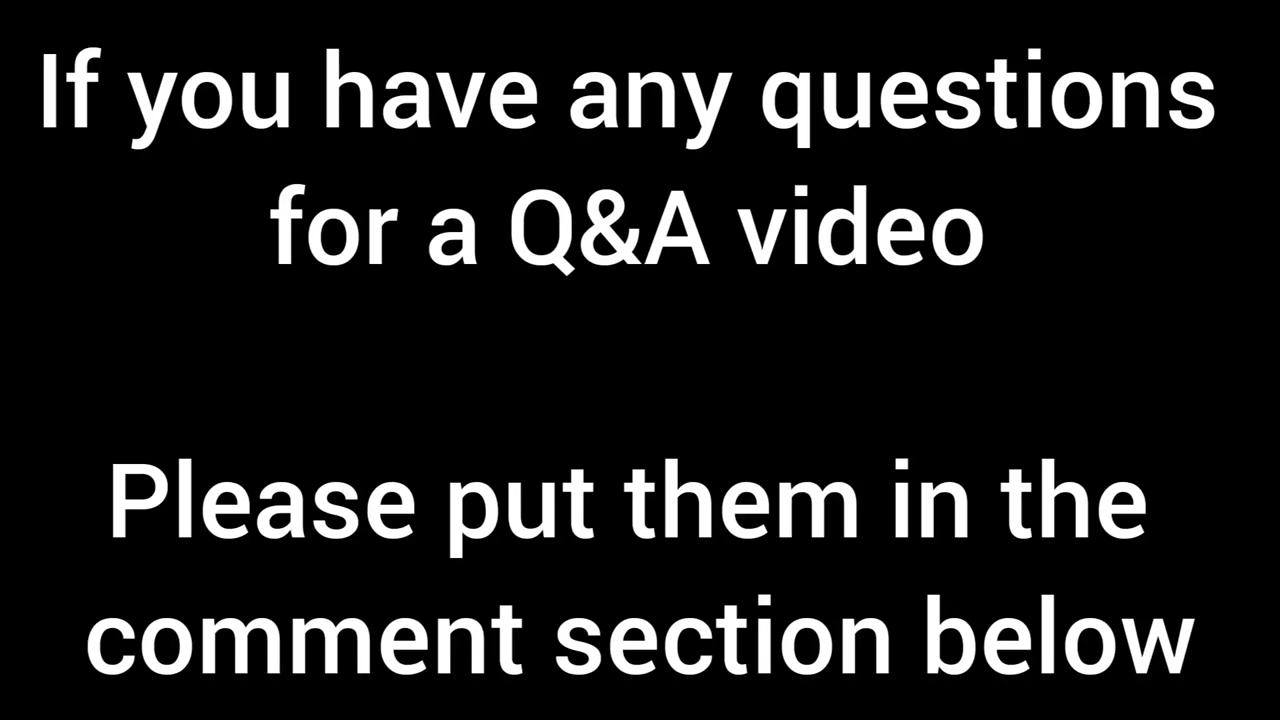 If you have any questions
for a Q&A video
Please put them in the
comment section below